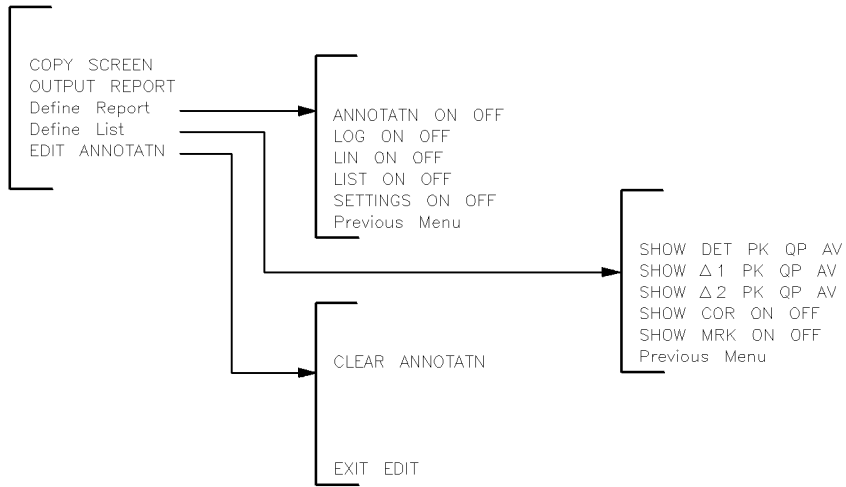 COPY SCREEN
OUTPUT REPORT
Define Report
Define List
EDIT ANNOTATN
ANNOTATN ON OFF
LOG ON OFF
LIN ON OFF
LIST ON OFF
SETTINGS ON OFF
Previous Menu
SHOW DET PK QP AV
SHOW △1 PK QP AV
SHOW △2 PK QP AV
SHOW COR ON OFF
SHOW MRK ON OFF
Previous Menu
CLEAR ANNOTATN
EXIT EDIT